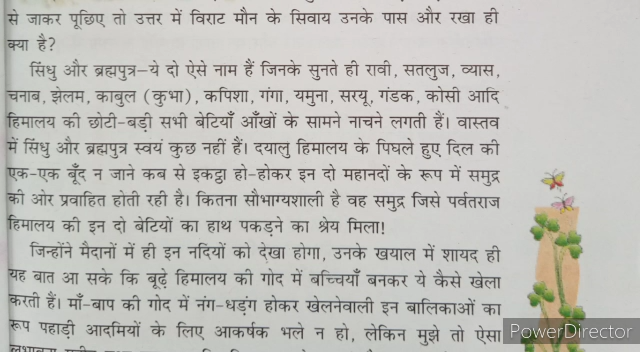 से जाकर पूछिए तो उत्तर में विराट मौन के सिवाय उनके पास और रखा ही
क्या है?
सिंधु और ब्रह्मपुत्र–ये दो ऐसे नाम हैं जिनके सुनते ही रावी, सतलुज, व्यास,
चनाब, झेलम, काबुल (कुभा), कपिशा, गंगा, यमुना, सरयू, गंडक, कोसी आदि
हिमालय की छोटी-बड़ी सभी बेटियाँ आँखों के सामने नाचने लगती हैं। वास्तव
में सिंधु और ब्रह्मपुत्र स्वयं कुछ नहीं हैं। दयालु हिमालय के पिघले हुए दिल की
एक-एक बूँद न जाने कब से इकट्ठा हो-होकर इन दो महानदों के रूप में समुद्र
की ओर प्रवाहित होती रही है। कितना सौभाग्यशाली है वह समुद्र जिसे पर्वतराज
हिमालय की इन दो बेटियों का हाथ पकड़ने का श्रेय मिला!
जिन्होंने मैदानों में ही इन नदियों को देखा होगा, उनके खयाल में शायद ही
यह बात आ सके कि बूढ़े हिमालय की गोद में बच्चियाँ बनकर ये कैसे खेला
करती हैं। माँ-बाप की गोद में नंग-धड़ंग होकर खेलनेवाली इन बालिकाओं का
रूप पहाड़ी आदमियों के लिए आकर्षक भले न हो, लेकिन मुझे तो ऐसा
PowerDirector